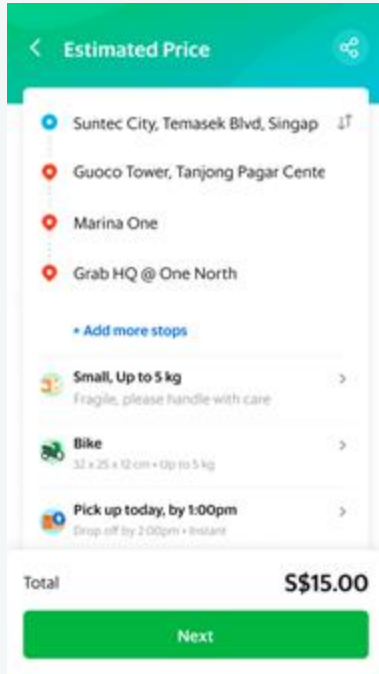 Estimated Price
Suntec City, Temasek Blvd, Singap
Guoco Tower, Tanjong Pagar Cente
Marina One
Grab HQ @ One North
+ Add more stops
Small, Up to 5 kg
Fragile, please handle with care
Bike
32 x 25 x 12 cm • Up to 5 kg
Pick up today, by 1:00pm
Drop off by 2:00pm • Instant
Total
S$15.00
Next